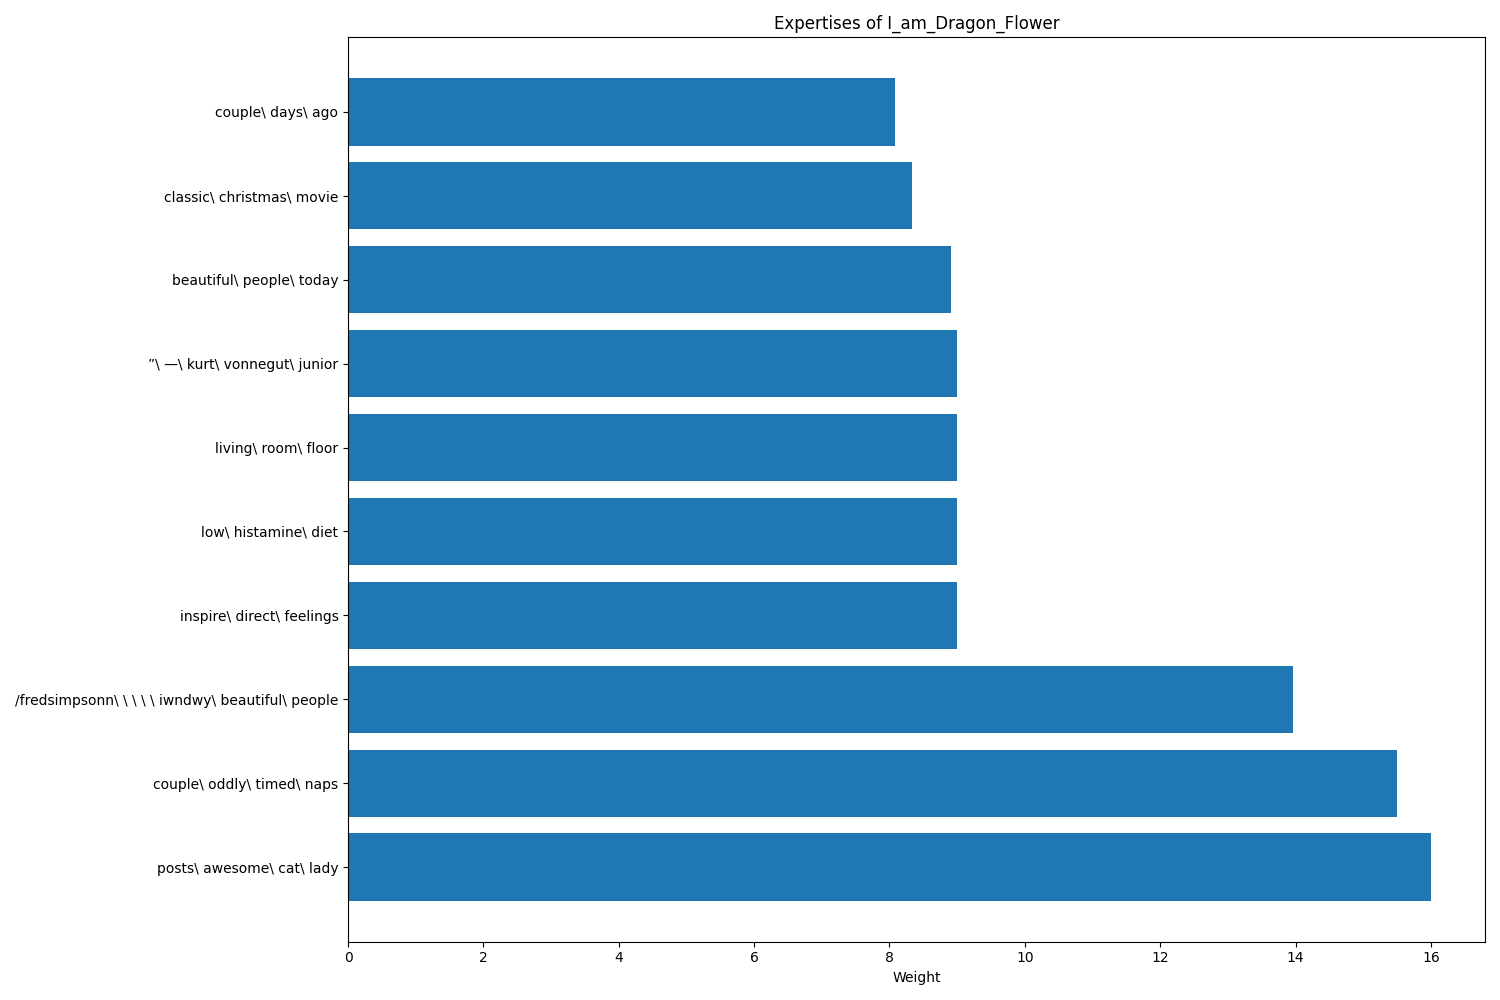 Expertises of I_am_Dragon_Flower
couple\ days\ ago
classic\ christmas\ movie
beautiful\ people\ today
”\ —\ kurt\ vonnegut\ junior
living\ room\ floor
low\ histamine\ diet
inspire\ direct\ feelings
/fredsimpsonn\ \ \ \ \ iwndwy\ beautiful\ people
couple\ oddly\ timed\ naps
posts\ awesome\ cat\ lady
0 2 4 6 8 10 12 14 16
Weight